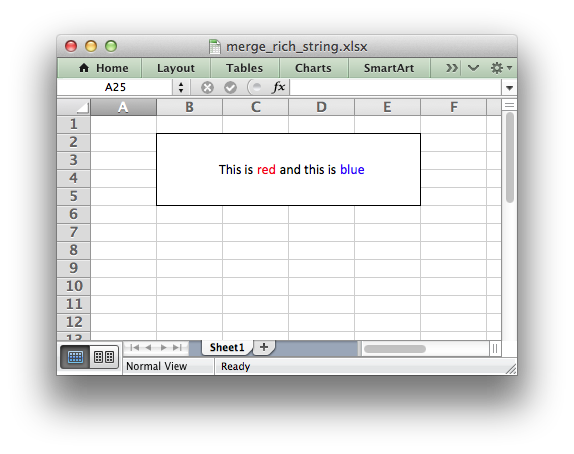 merge_rich_string.xlsx
Home Layout Tables Charts SmartArt
A25 fx
A B C D E F
1
2
3
This is red and this is blue
4
5
6
7
8
9
10
11
12
13
Sheet1
Normal View Ready